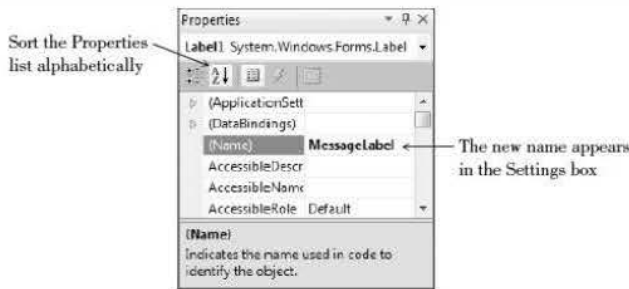 Properties
Sort the Properties
list alphabetically
Label1 System.Windows.Forms.Label
A
Z
(ApplicationSett
(DataBindings)
(Name) MessageLabel
The new name appears
in the Settings box
AccessibleDescr
AccessibleName
AccessibleRole Default
(Name)
Indicates the name used in code to
identify the object.